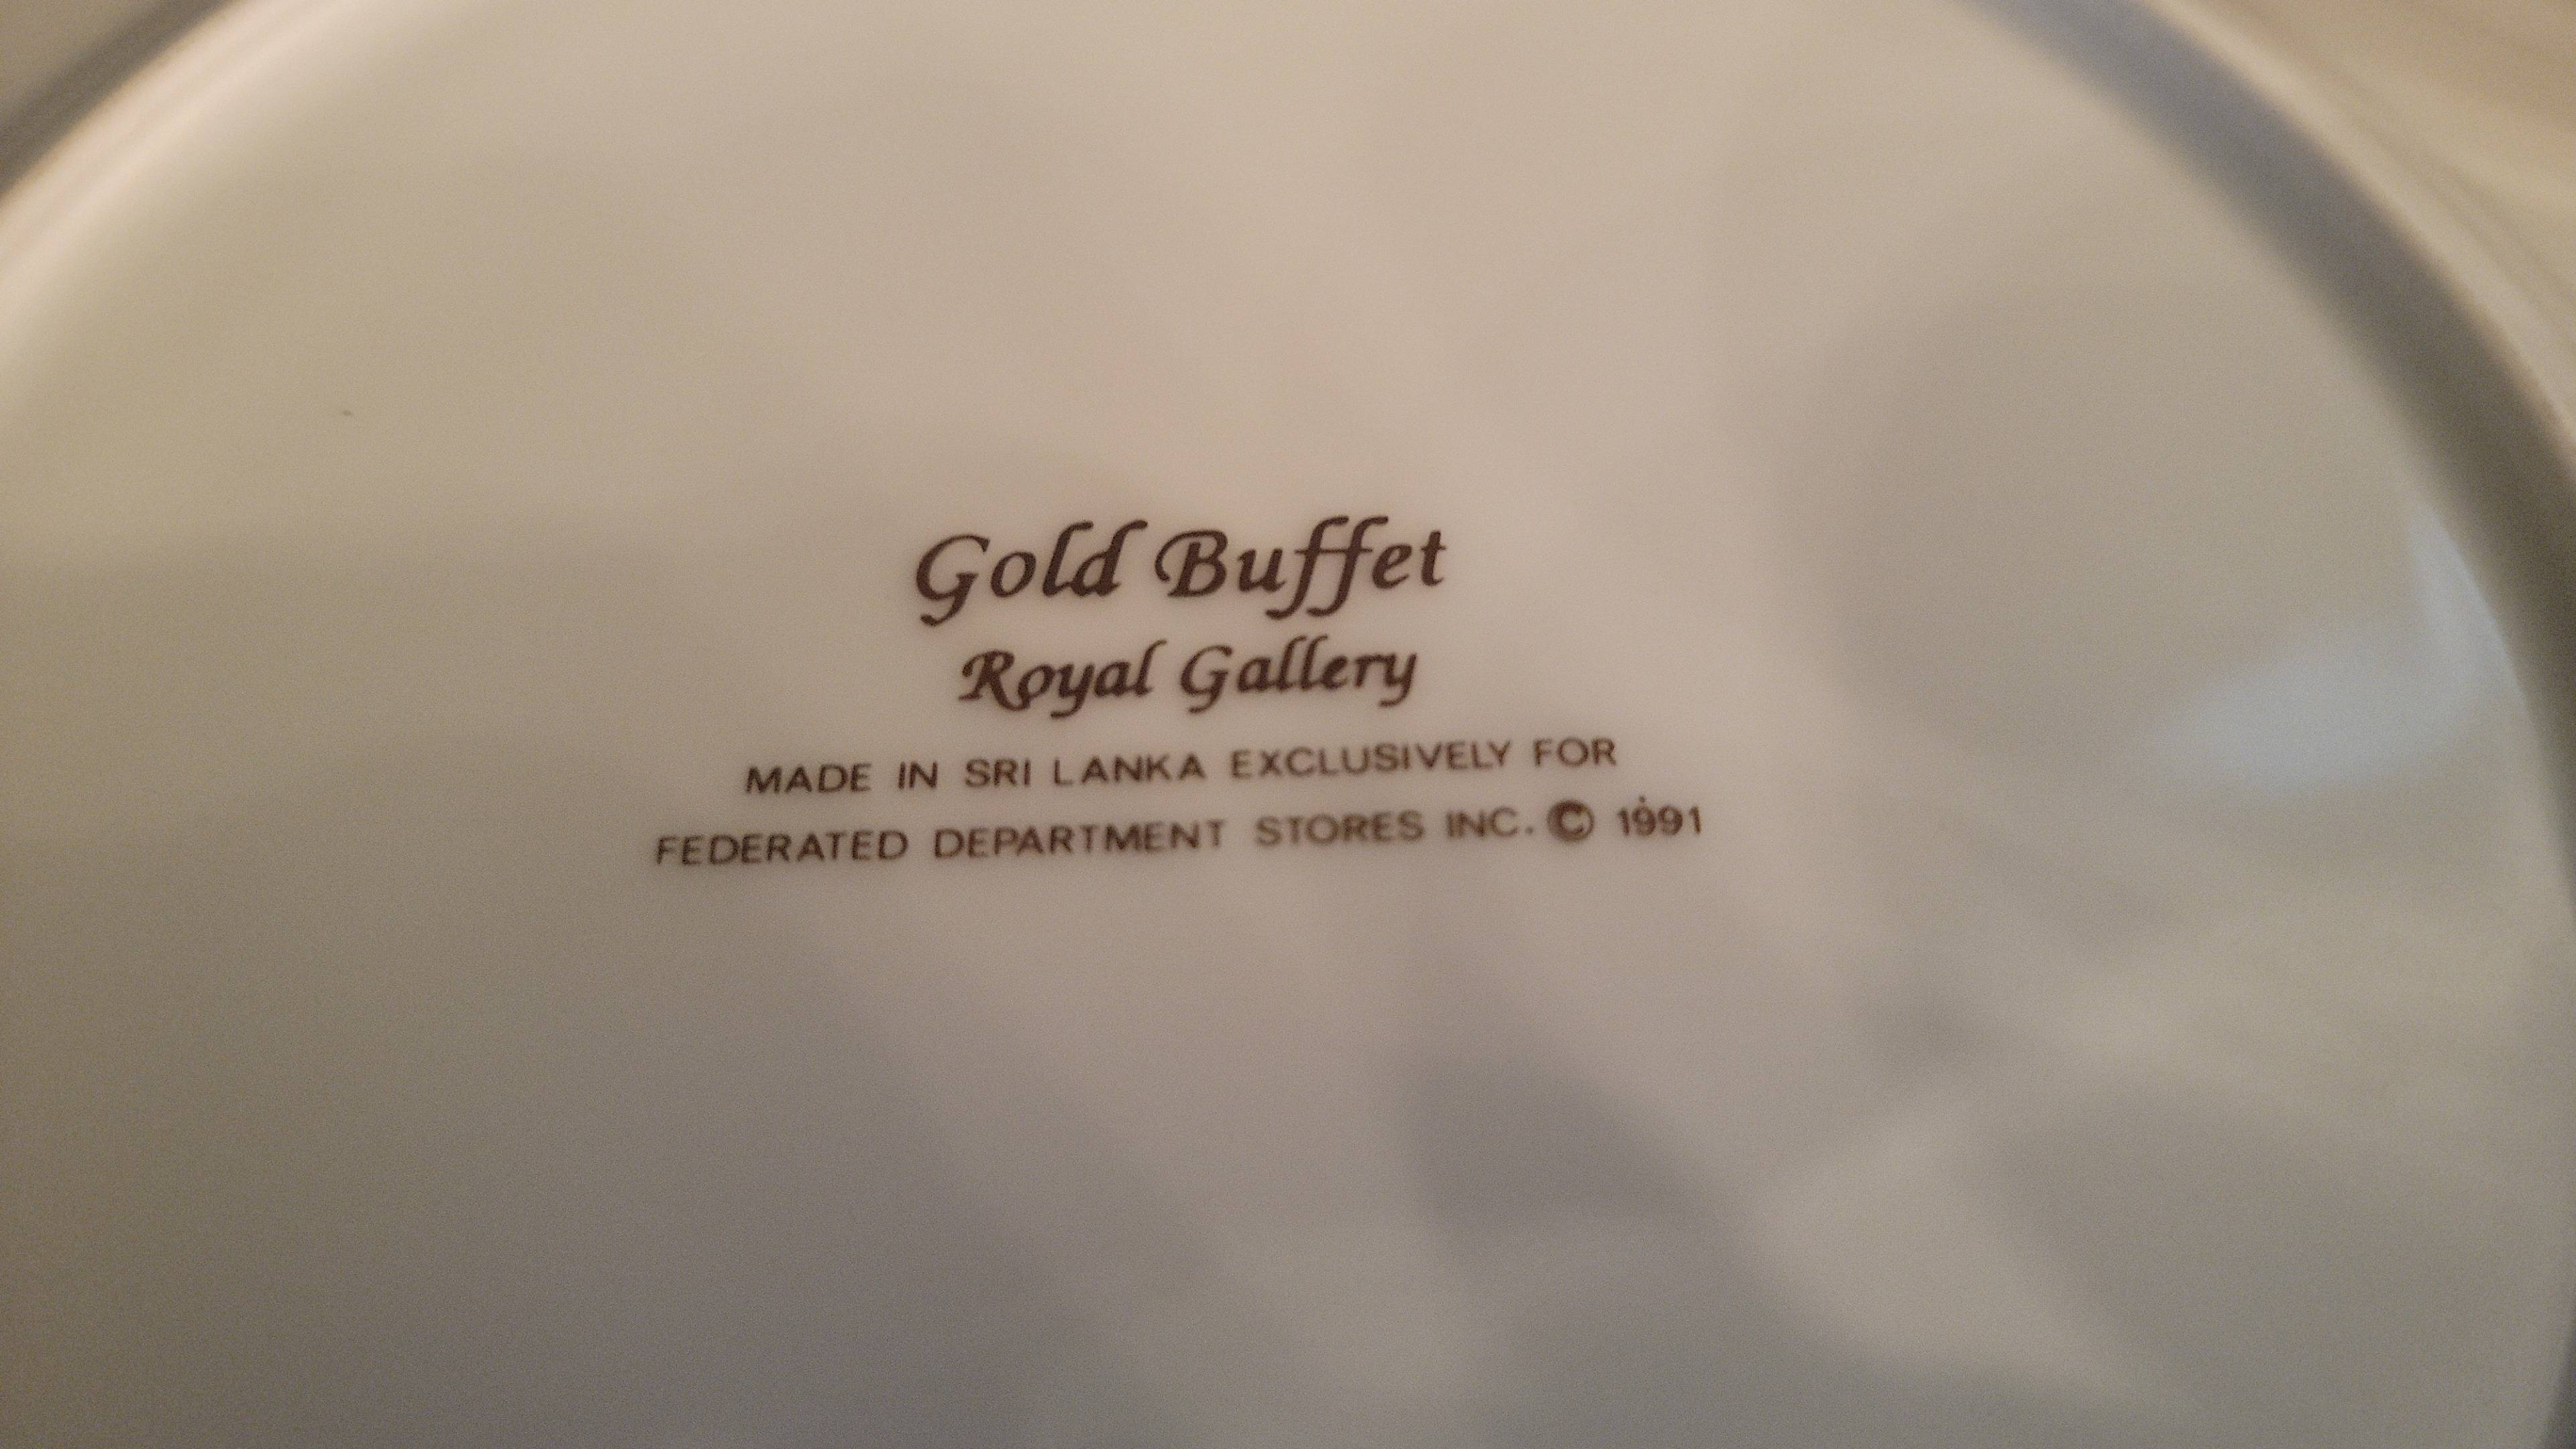 Gold Buffet
Royal Gallery
MADE IN SRI LANKA EXCLUSIVELY FOR
FEDERATED DEPARTMENT STORES INC. © 1991